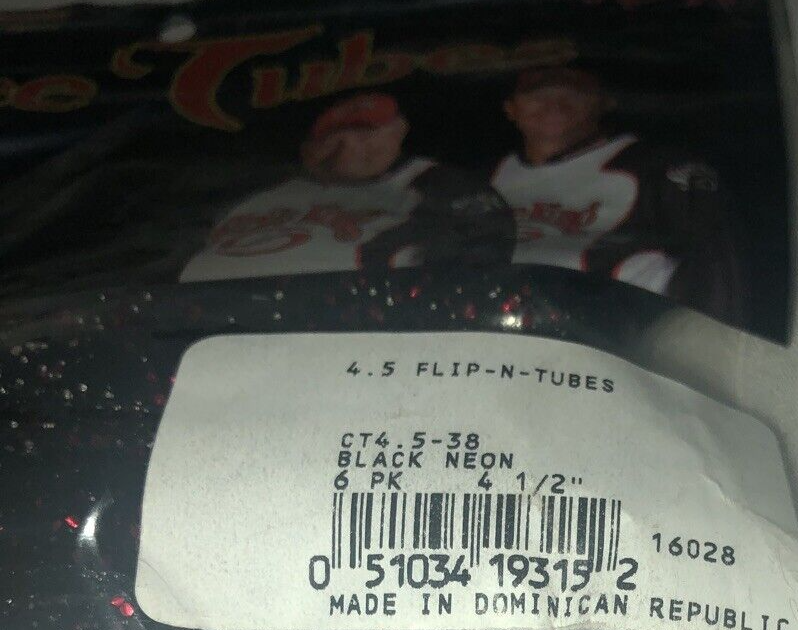 Tubes
4.5 FLIP-N-TUBES
CT4.5-38
BLACK NEON
6 PK 4 1/2"
16028
0 51034 19315 2
MADE IN DOMINICAN REPUBLIC